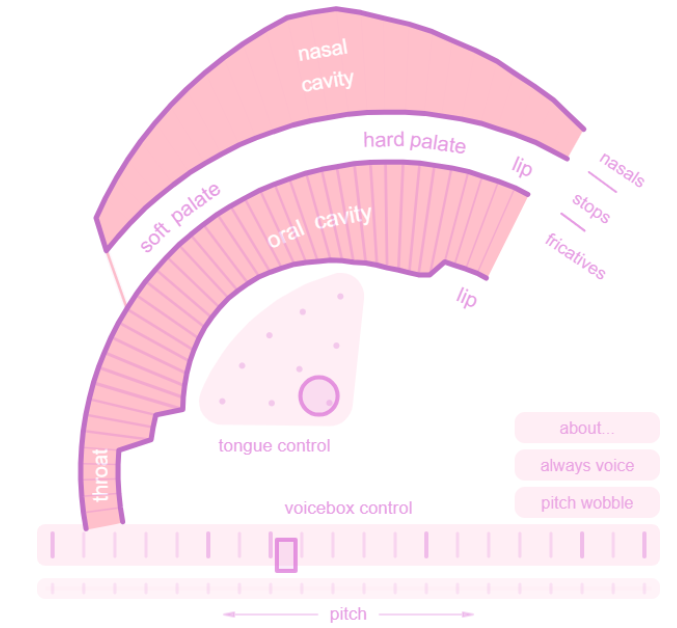 nasal
cavity
hard palate
lip
nasals
soft palate
stops
oral cavity
fricatives
lip
tongue control
about...
throat
always voice
pitch wobble
voicebox control
pitch